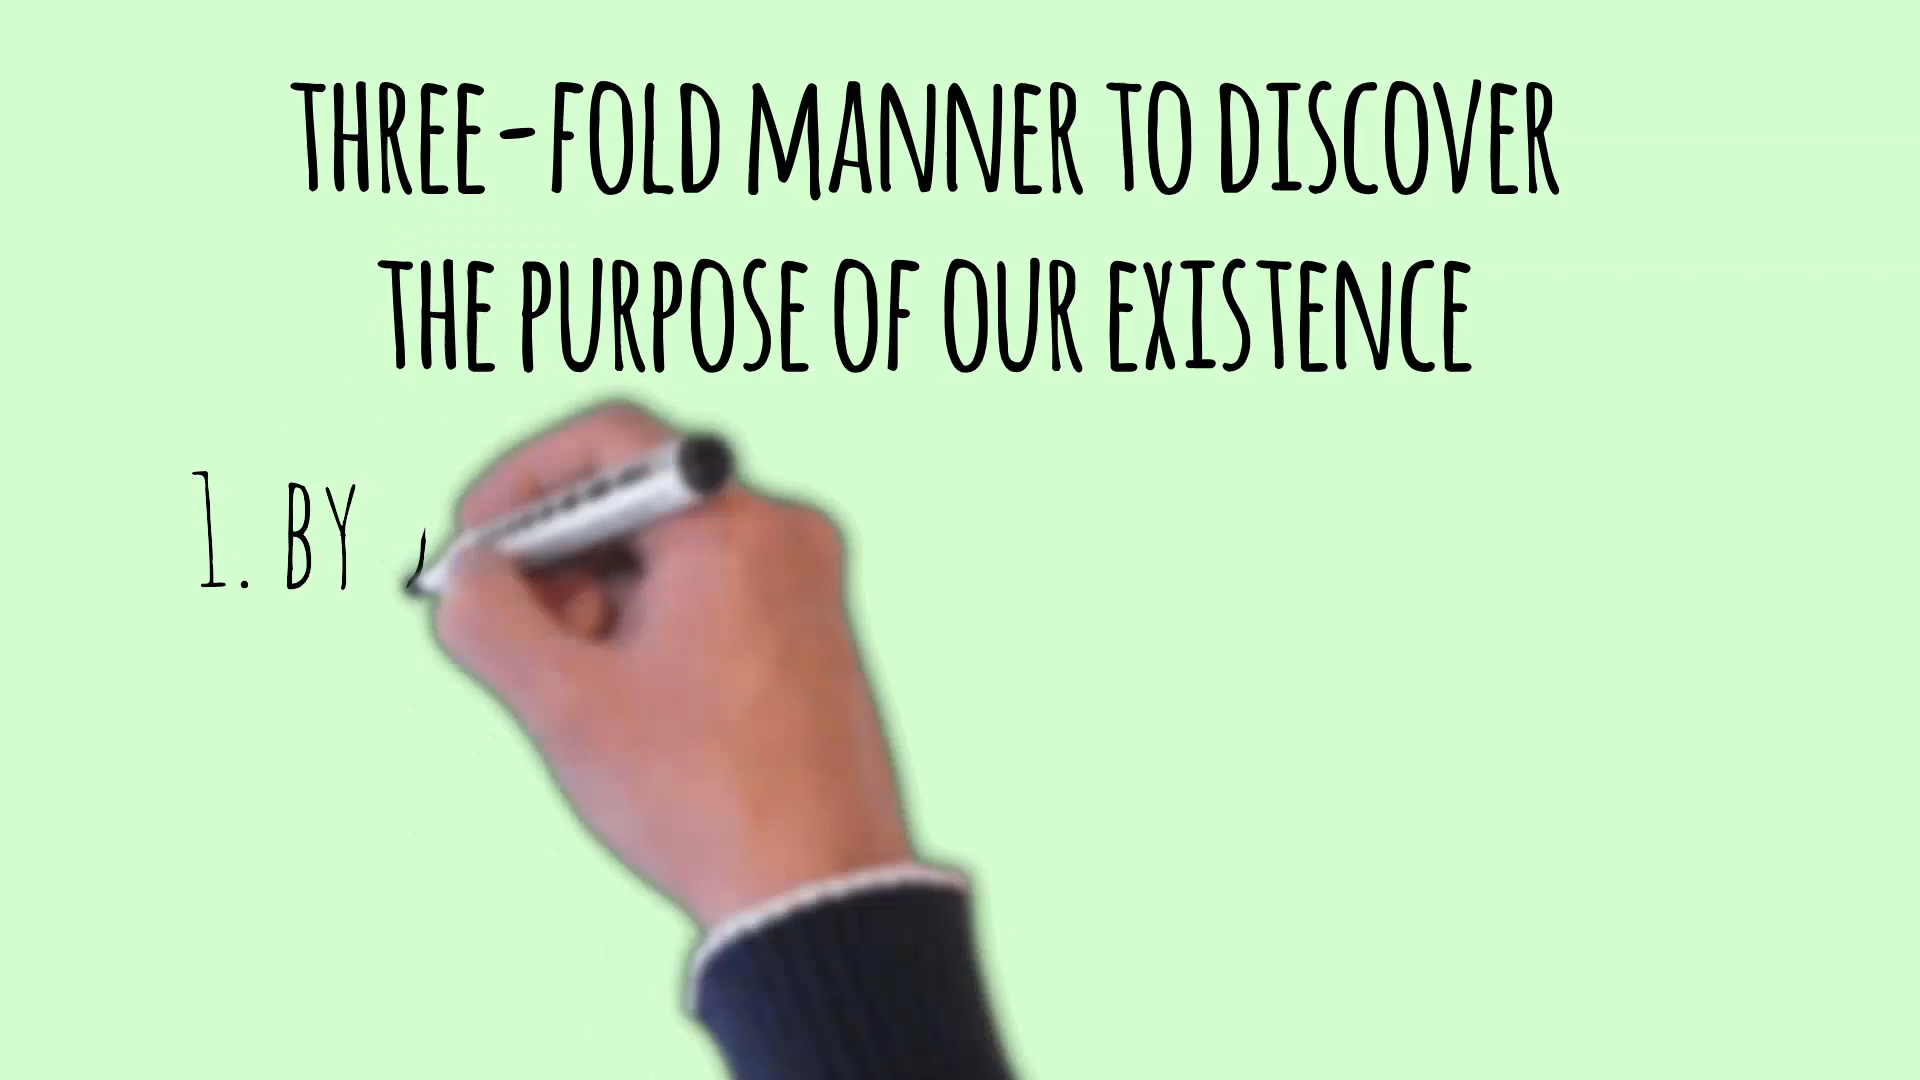 THREE-FOLD MANNER TO DISCOVER
THE PURPOSE OF OUR EXISTENCE
1. BY